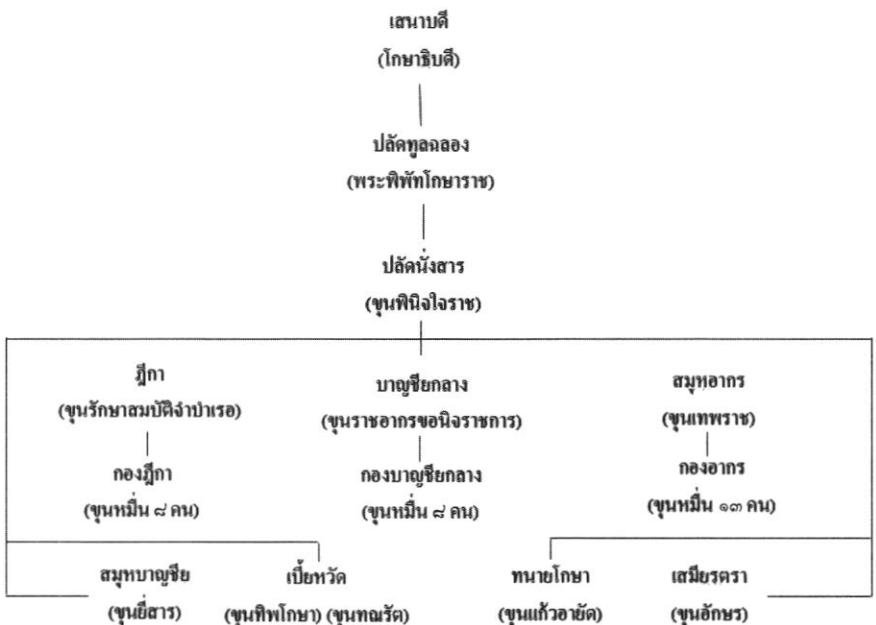 เสนาบดี
(โกษาธิบดี)
ปลัดทูลฉลอง
(พระพิพัทโกษาราช)
ปลัดนั่งสาร
(ขุนพินิจใจราช)
ฎีกา
(ขุนรักษาสมบัติจำบำเรอ)
บาญชียกลาง
(ขุนราชอากรขอนิจราชการ)
สมุหอากร
(ขุนเทพราช)
กองฎีกา
(ขุนหมื่น ๘ คน)
กองบาญชียกลาง
(ขุนหมื่น ๘ คน)
กองอากร
(ขุนหมื่น ๑๓ คน)
สมุหบาญชีย
(ขุนยี่สาร)
เบี้ยหวัด
(ขุนทิพโกษา) (ขุนทณรัต)
ทนายโกษา
(ขุนแก้วอายัด)
เสมียรตรา
(ขุนอักษร)